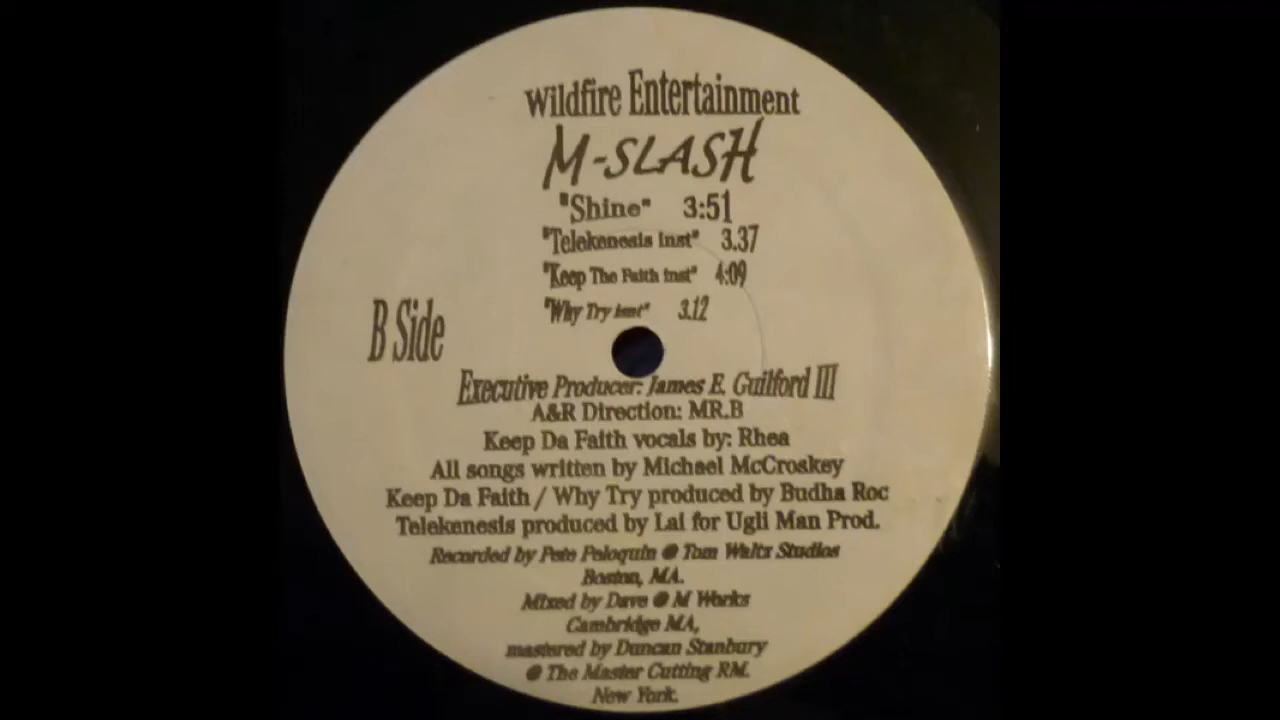 Wildfire Entertainment
M-SLASH
"Shine" 3:51
"Telekenesis Inst" 3.37
"Keep The Faith inst" 4:09
"Why Try inst" 3.12
B Side
Executive Producer: James E. Guilford III
A&R Direction: MR.B
Keep Da Faith vocals by: Rhea
All songs written by Michael McCroskey
Keep Da Faith / Why Try produced by Budha Roc
Telekenesis produced by Lal for Ugli Man Prod.
Recorded by Pete Peloquin @ Tom Waltz Studios
Boston, MA.
Mixed by Dave @ M Works
Cambridge MA,
mastered by Duncan Stanbury
@ The Master Cutting RM.
New York.